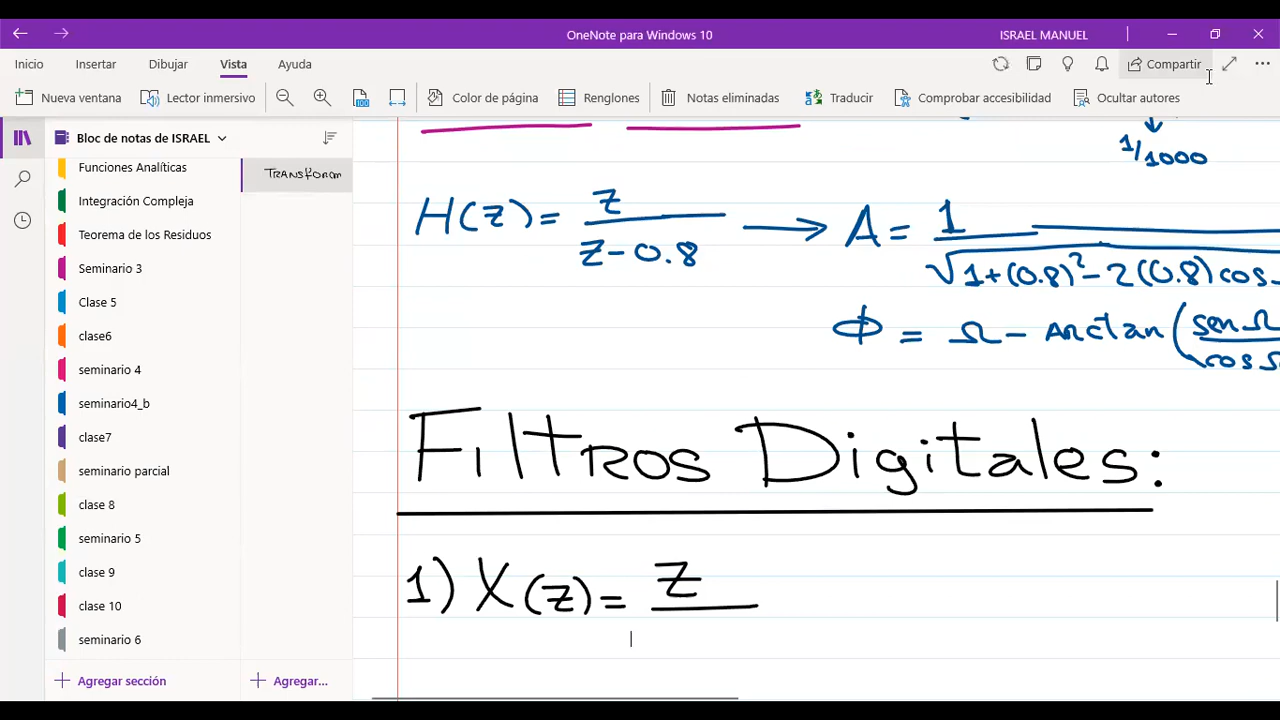 OneNote para Windows 10
ISRAEL MANUEL
Inicio Insertar Dibujar Vista Ayuda Compartir
Nueva ventana Lector inmersivo Color de página Renglones Notas eliminadas Traducir Comprobar accesibilidad Ocultar autores
Bloc de notas de ISRAEL
Funciones Analíticas
Integración Compleja
Teorema de los Residuos
Seminario 3
Clase 5
clase6
seminario 4
seminario4_b
clase7
seminario parcial
clase 8
seminario 5
clase 9
clase 10
seminario 6
Agregar sección
TRANSFORM
Agregar...
1/1000
H(z) = z / z - 0.8 → A = 1 / √1+(0.8)²-2(0.8)cos
Φ = Ω - arctan (sen Ω / cos Ω
Filtros Digitales:
1) X(z) = z